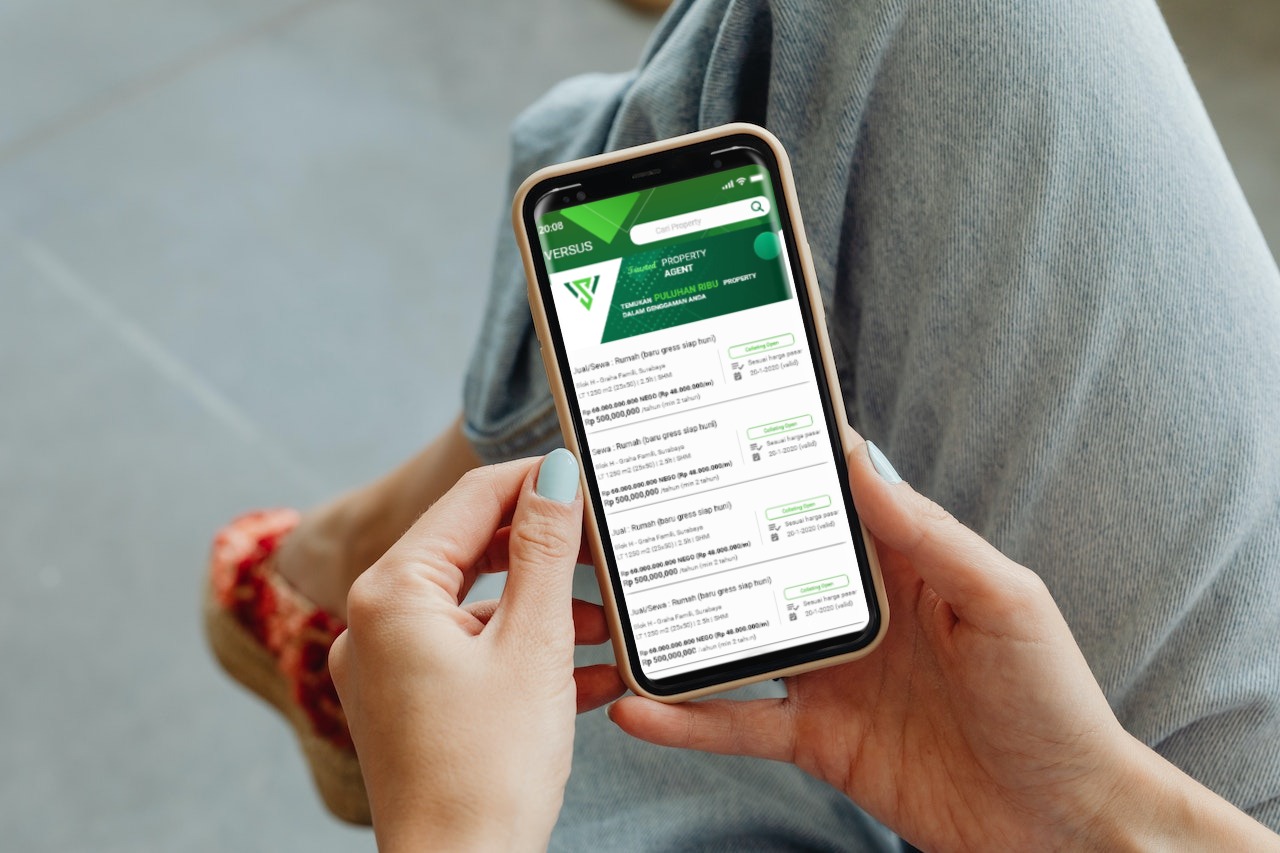 20:08
VERSUS
Cari Property
Smart PROPERTY
AGENT
TEMUKAN PULUHAN RIBU PROPERTY
DALAM GENGGAMAN ANDA
Jual/Sewa : Rumah (baru gress siap huni)
Blok H - Graha Famili, Surabaya
LT 1250 m2 (25x50) | 2.5lt | SHM
Rp 60.000.000.000 NEGO (Rp 48.000.000/m)
Rp 500,000,000 /tahun (min 2 tahun)
Colisting Open
Sesuai harga pasar
20-1-2020 (valid)
Sewa : Rumah (baru gress siap huni)
Blok H - Graha Famili, Surabaya
LT 1250 m2 (25x50) | 2.5lt | SHM
Rp 60.000.000.000 NEGO (Rp 48.000.000/m)
Rp 500,000,000 /tahun (min 2 tahun)
Colisting Open
Sesuai harga pasar
20-1-2020 (valid)
Jual : Rumah (baru gress siap huni)
Blok H - Graha Famili, Surabaya
LT 1250 m2 (25x50) | 2.5lt | SHM
Rp 60.000.000.000 NEGO (Rp 48.000.000/m)
Rp 500,000,000 /tahun (min 2 tahun)
Colisting Open
Sesuai harga pasar
20-1-2020 (valid)
Jual/Sewa : Rumah (baru gress siap huni)
Blok H - Graha Famili, Surabaya
LT 1250 m2 (25x50) | 2.5lt | SHM
Rp 60.000.000.000 NEGO (Rp 48.000.000/m)
Rp 500,000,000 /tahun (min 2 tahun)
Colisting Open
Sesuai harga pasar
20-1-2020 (valid)